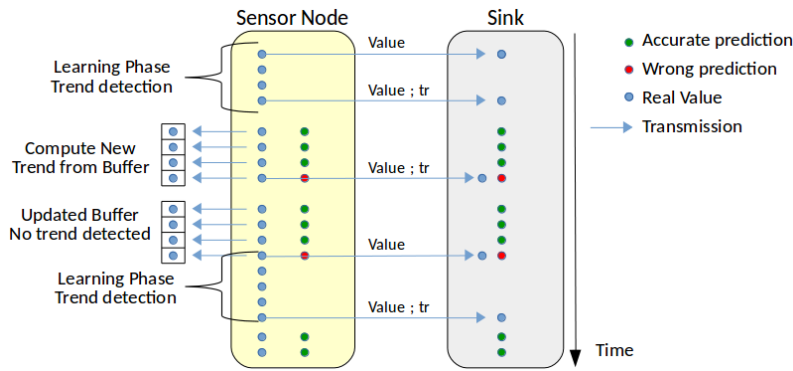 Sensor Node
Sink
Value
Learning Phase
Trend detection
Value ; tr
Accurate prediction
Wrong prediction
Real Value
Transmission
Compute New
Trend from Buffer
Value ; tr
Updated Buffer
No trend detected
Value
Learning Phase
Trend detection
Value ; tr
Time